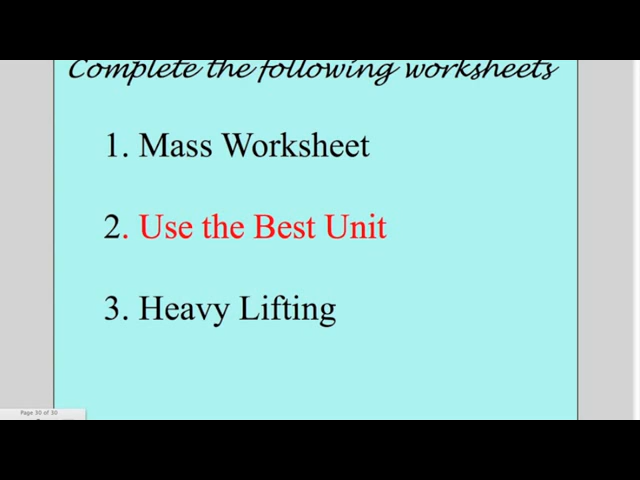 Complete the following worksheets
1. Mass Worksheet
2. Use the Best Unit
3. Heavy Lifting
Page 30 of 30